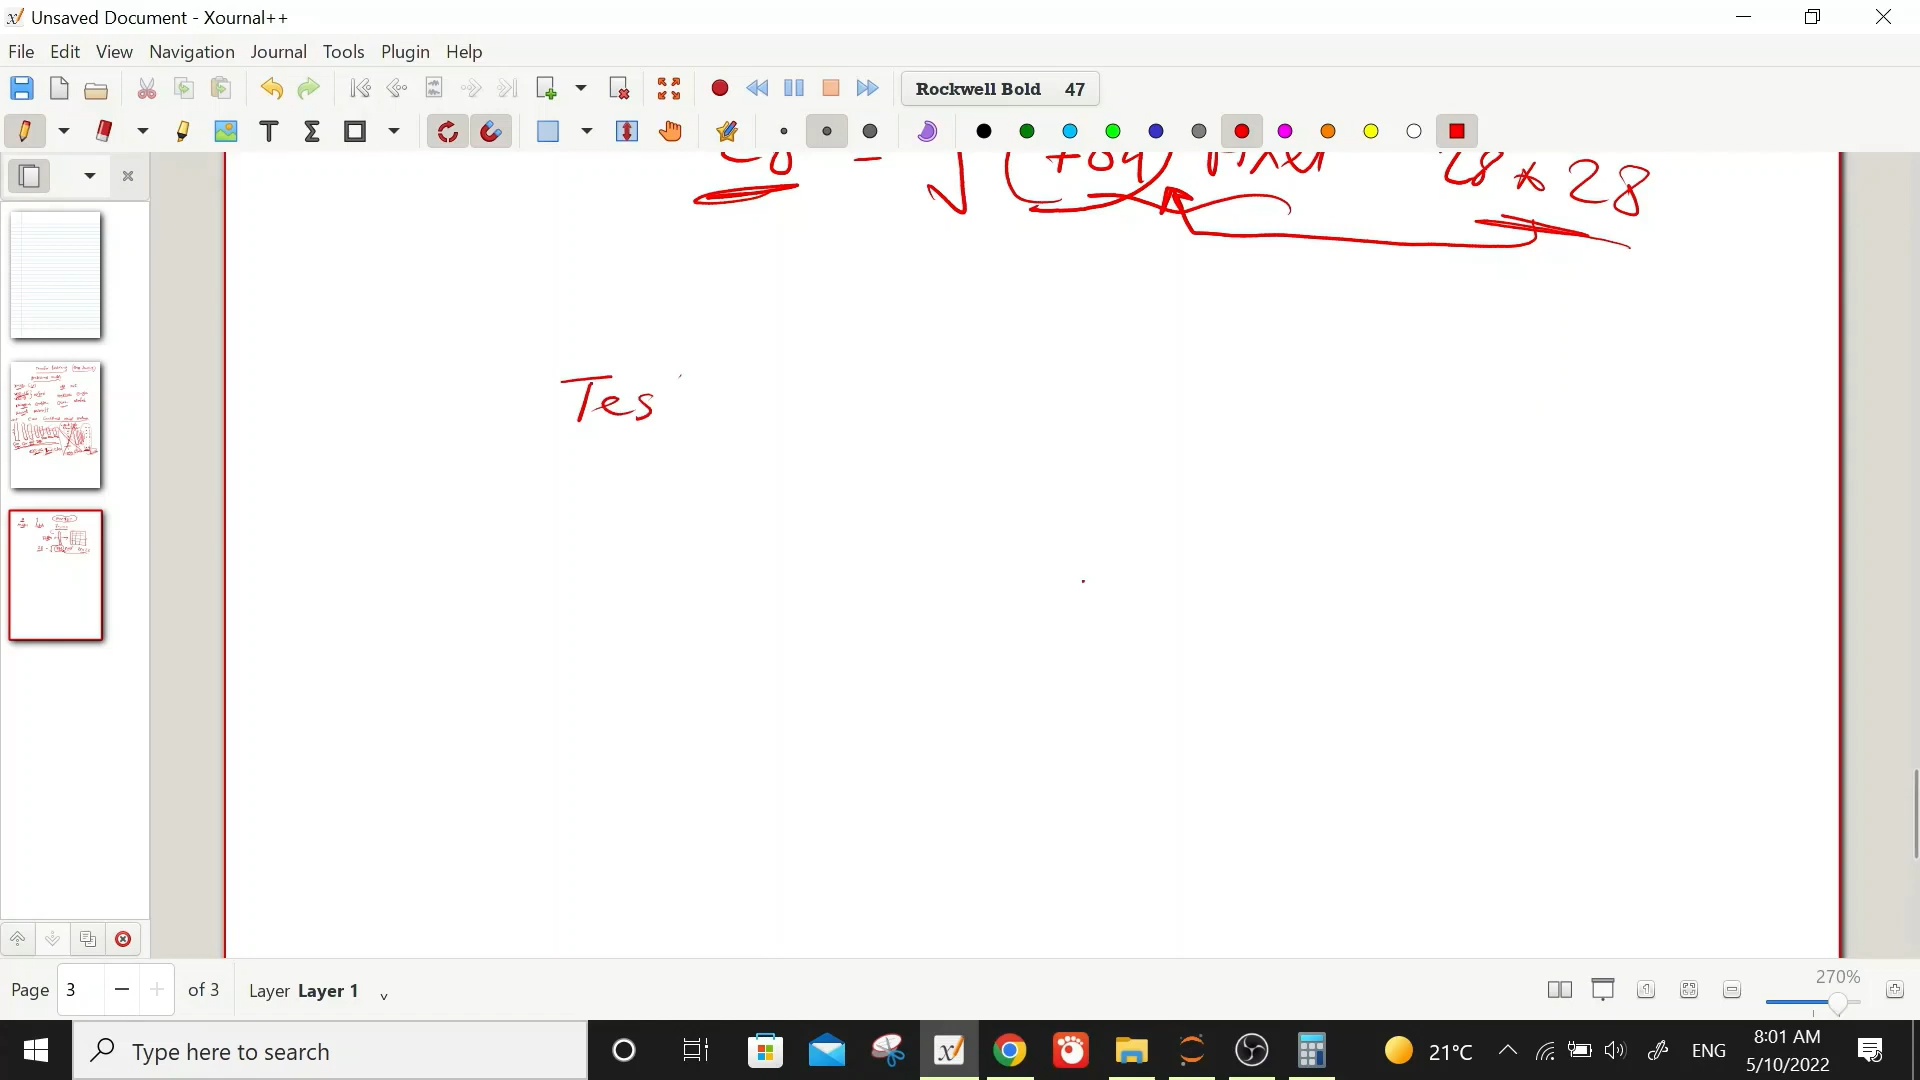 Unsaved Document - Xournal++
File Edit View Navigation Journal Tools Plugin Help
Rockwell Bold 47
28 * 28
Tes
Page 3 of 3 Layer Layer 1
270%
Type here to search
21°C
ENG
8:01 AM
5/10/2022